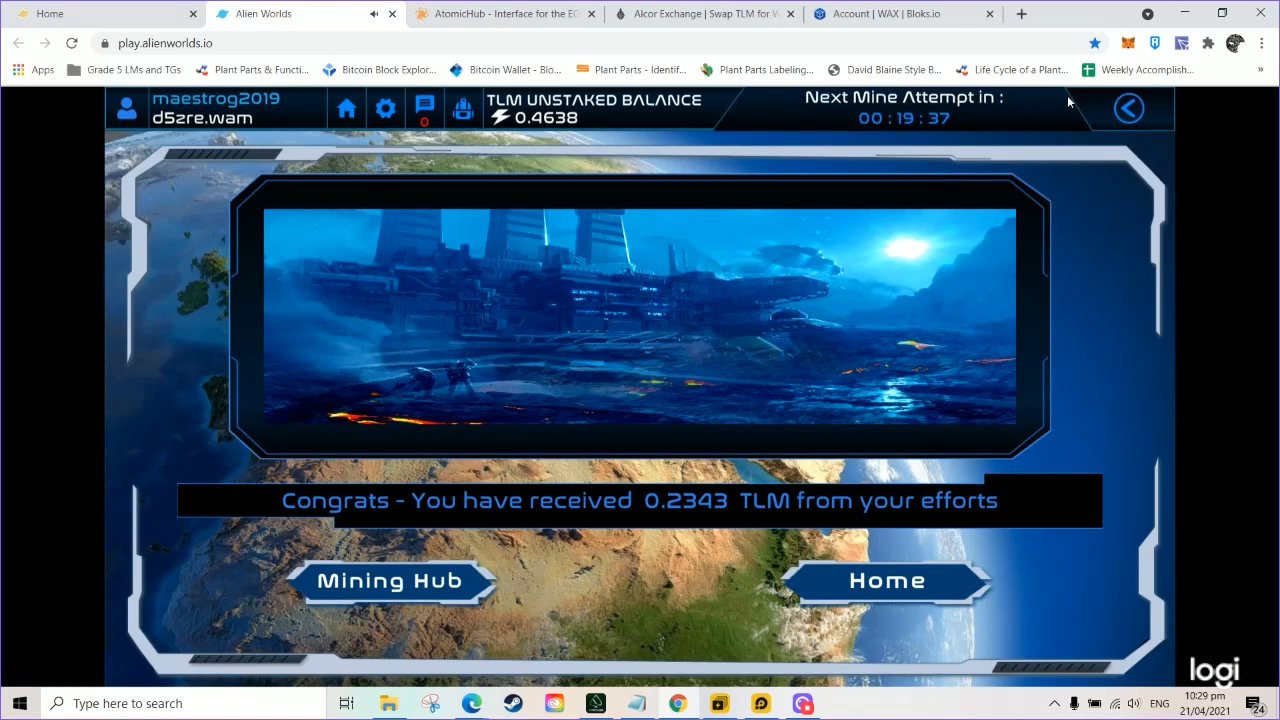 Home
Alien Worlds
AtomicHub - Interface for the EO
Alcor Exchange | Swap TLM for W
Account | WAX | Bloks.io
play.alienworlds.io
Apps
Grade 5 LMs and TGs
Plant Parts & Functi...
Bitcoin Block Explor...
Bitcoin Wallet - Blo...
Plant Parts - Identif...
Plant Parts Labeling...
David Blaine Style B...
Life Cycle of a Plant...
Weekly Accomplish...
»
maestrog2019
d5zre.wam
0
TLM UNSTAKED BALANCE
0.4638
Next Mine Attempt in :
00 : 19 : 37
Congrats - You have received 0.2343 TLM from your efforts
Mining Hub
Home
logi
Type here to search
ENG
10:29 pm
21/04/2021
24